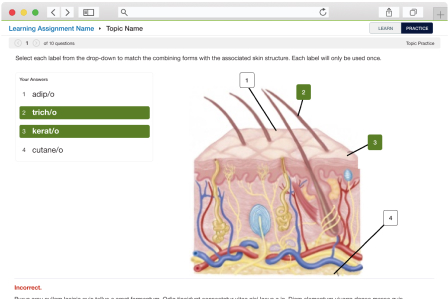 Learning Assignment Name › Topic Name
LEARN PRACTICE
1 of 10 questions
Topic Practice
Select each label from the drop-down to match the combining forms with the associated skin structure. Each label will only be used once.
Your Answers
1 adip/o
2 trich/o
3 kerat/o
4 cutane/o
1
2
3
4
Incorrect.